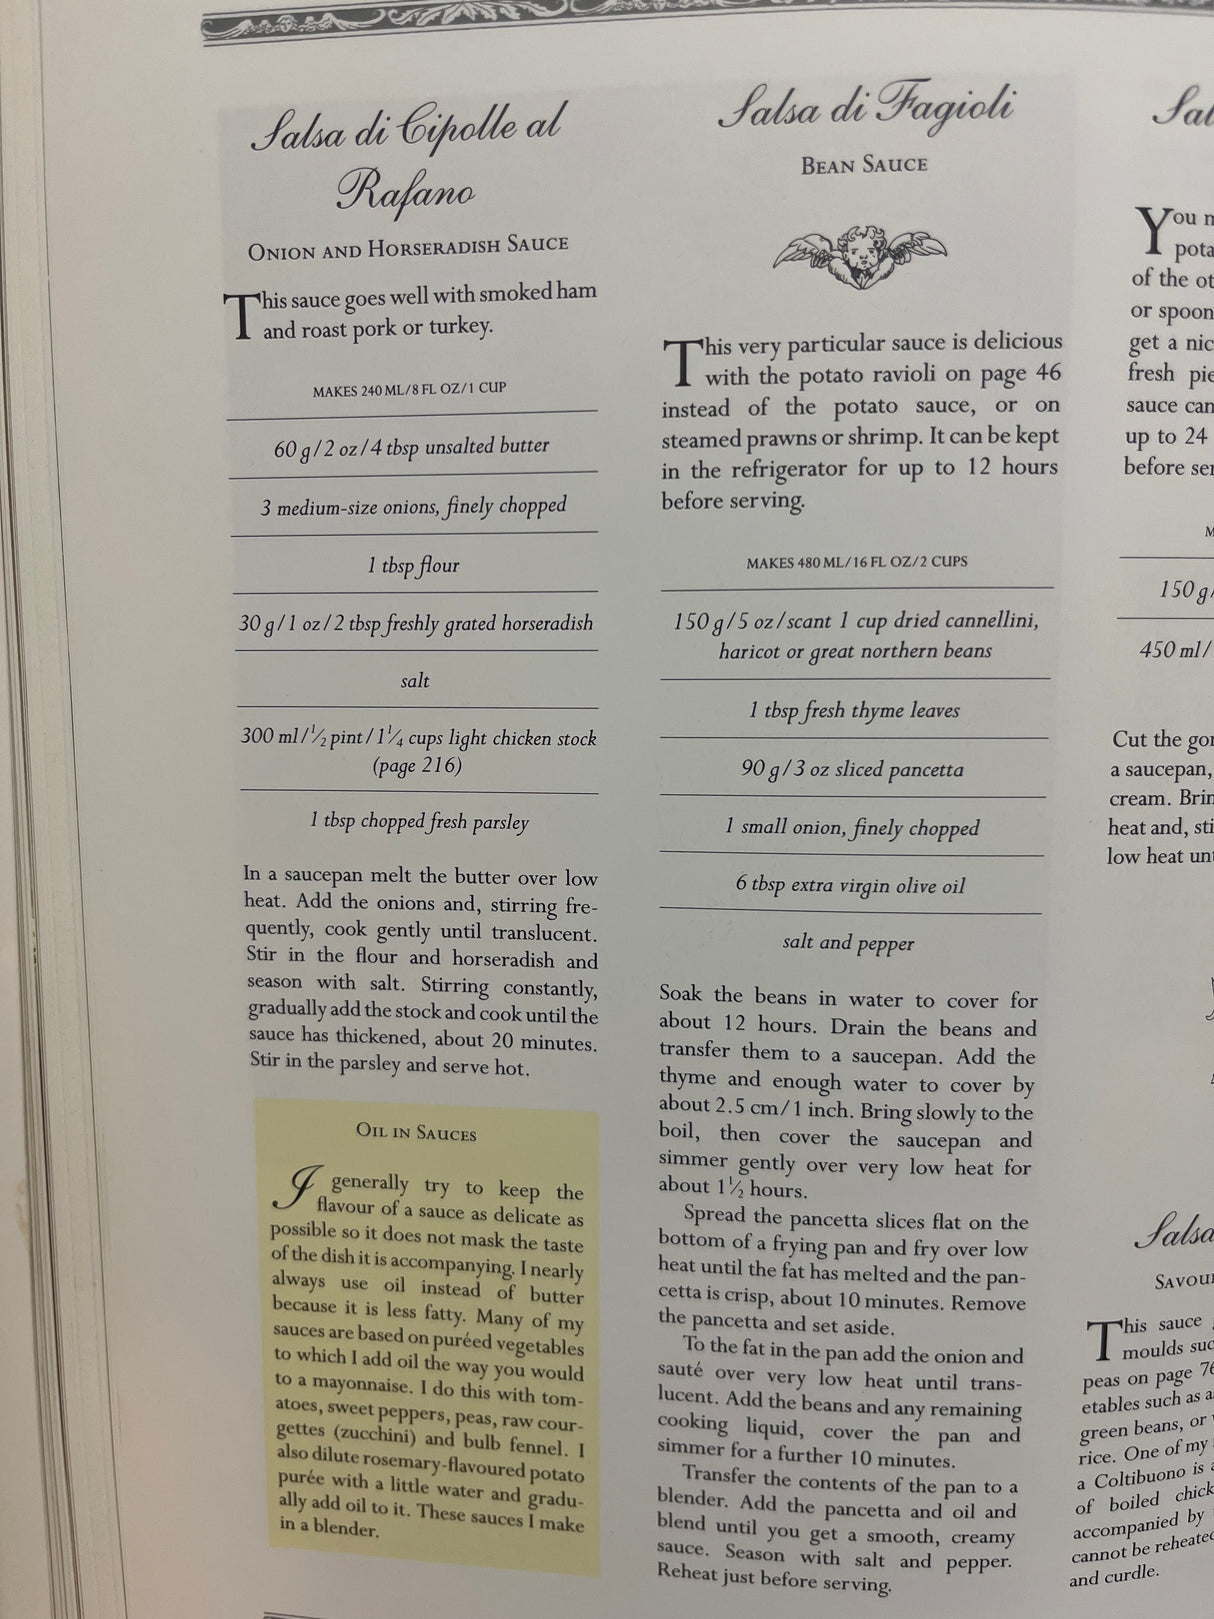 Salsa di Cipolle al
Rafano
ONION AND HORSERADISH SAUCE
This sauce goes well with smoked ham
and roast pork or turkey.
MAKES 240 ML/8 FL OZ/1 CUP
60 g/2 oz/4 tbsp unsalted butter
3 medium-size onions, finely chopped
1 tbsp flour
30 g/1 oz/2 tbsp freshly grated horseradish
salt
300 ml/½ pint/1¼ cups light chicken stock
(page 216)
1 tbsp chopped fresh parsley
In a saucepan melt the butter over low
heat. Add the onions and, stirring fre-
quently, cook gently until translucent.
Stir in the flour and horseradish and
season with salt. Stirring constantly,
gradually add the stock and cook until the
sauce has thickened, about 20 minutes.
Stir in the parsley and serve hot.
OIL IN SAUCES
I generally try to keep the
flavour of a sauce as delicate as
possible so it does not mask the taste
of the dish it is accompanying. I nearly
always use oil instead of butter
because it is less fatty. Many of my
sauces are based on puréed vegetables
to which I add oil the way you would
to a mayonnaise. I do this with tom-
atoes, sweet peppers, peas, raw cour-
gettes (zucchini) and bulb fennel. I
also dilute rosemary-flavoured potato
purée with a little water and gradu-
ally add oil to it. These sauces I make
in a blender.
Salsa di Fagioli
BEAN SAUCE
This very particular sauce is delicious
with the potato ravioli on page 46
instead of the potato sauce, or on
steamed prawns or shrimp. It can be kept
in the refrigerator for up to 12 hours
before serving.
MAKES 480 ML/16 FL OZ/2 CUPS
150 g/5 oz/scant 1 cup dried cannellini,
haricot or great northern beans
1 tbsp fresh thyme leaves
90 g/3 oz sliced pancetta
1 small onion, finely chopped
6 tbsp extra virgin olive oil
salt and pepper
Soak the beans in water to cover for
about 12 hours. Drain the beans and
transfer them to a saucepan. Add the
thyme and enough water to cover by
about 2.5 cm/1 inch. Bring slowly to the
boil, then cover the saucepan and
simmer gently over very low heat for
about 1½ hours.
Spread the pancetta slices flat on the
bottom of a frying pan and fry over low
heat until the fat has melted and the pan-
cetta is crisp, about 10 minutes. Remove
the pancetta and set aside.
To the fat in the pan add the onion and
sauté over very low heat until trans-
lucent. Add the beans and any remaining
cooking liquid, cover the pan and
simmer for a further 10 minutes.
Transfer the contents of the pan to a
blender. Add the pancetta and oil and
blend until you get a smooth, creamy
sauce. Season with salt and pepper.
Reheat just before serving.
You
of the
or spoon
get a
fresh
sauce can
up to 24
before
150 g/
450 ml/
Cut the
a saucepan,
cream.
heat and,
low heat
Salsa
This sauce
moulds
peas on page
etables such as
green beans, or
rice. One of my
a Coltibuono is
of boiled
accompanied by
cannot be
and curdle.